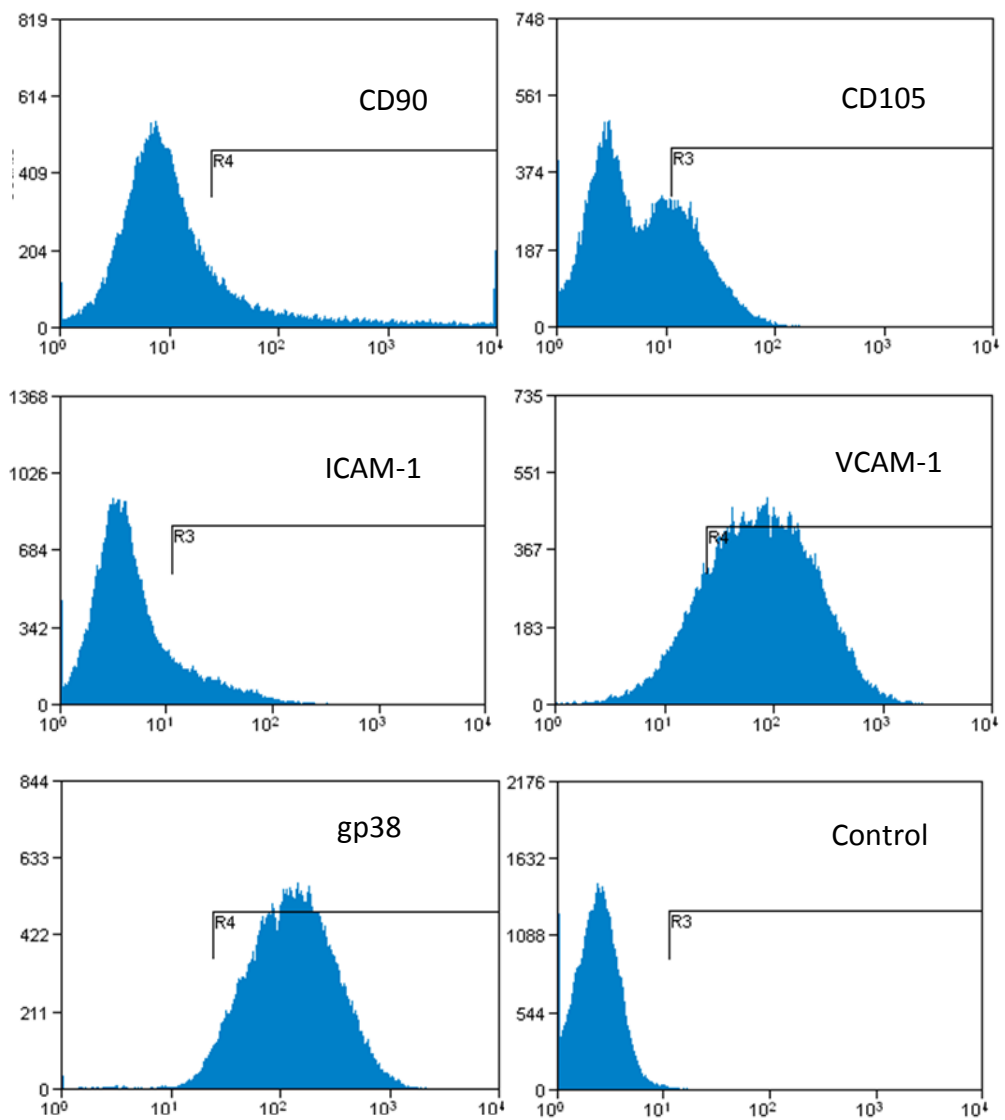 819
614
409
204
0
CD90
R4
10⁰ 10¹ 10² 10³ 10⁴
748
561
374
187
0
CD105
R3
10⁰ 10¹ 10² 10³ 10⁴
1368
1026
684
342
0
ICAM-1
R3
10⁰ 10¹ 10² 10³ 10⁴
735
551
367
183
0
VCAM-1
R4
10⁰ 10¹ 10² 10³ 10⁴
844
633
422
211
0
gp38
R4
10⁰ 10¹ 10² 10³ 10⁴
2176
1632
1088
544
0
Control
R3
10⁰ 10¹ 10² 10³ 10⁴